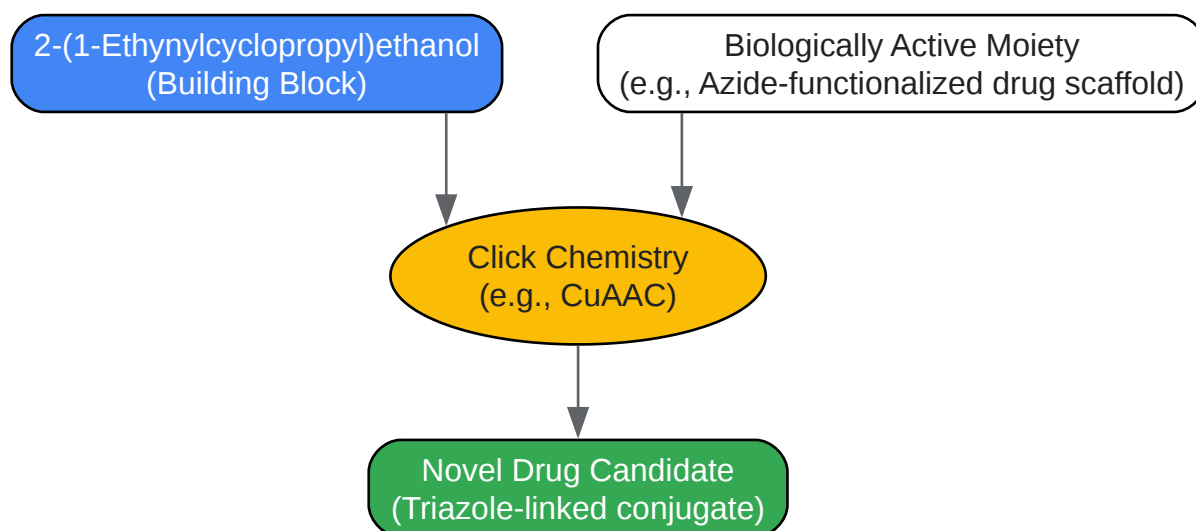 2-(1-Ethynylcyclopropyl)ethanol
(Building Block)
Biologically Active Moiety
(e.g., Azide-functionalized drug scaffold)
Click Chemistry
(e.g., CuAAC)
Novel Drug Candidate
(Triazole-linked conjugate)